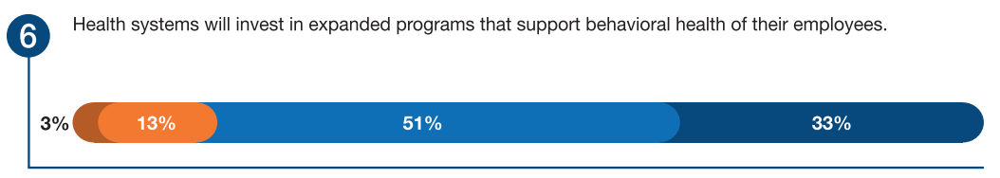 6
Health systems will invest in expanded programs that support behavioral health of their employees.
3% 13% 51% 33%